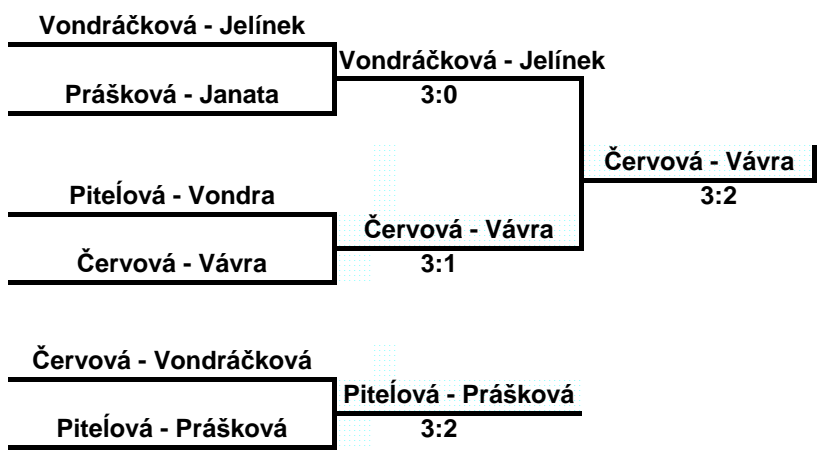 Vondráčková - Jelínek
Vondráčková - Jelínek
Prášková - Janata
3:0
Červová - Vávra
Piteĺová - Vondra
3:2
Červová - Vávra
Červová - Vávra
3:1
Červová - Vondráčková
Piteĺová - Prášková
Piteĺová - Prášková
3:2